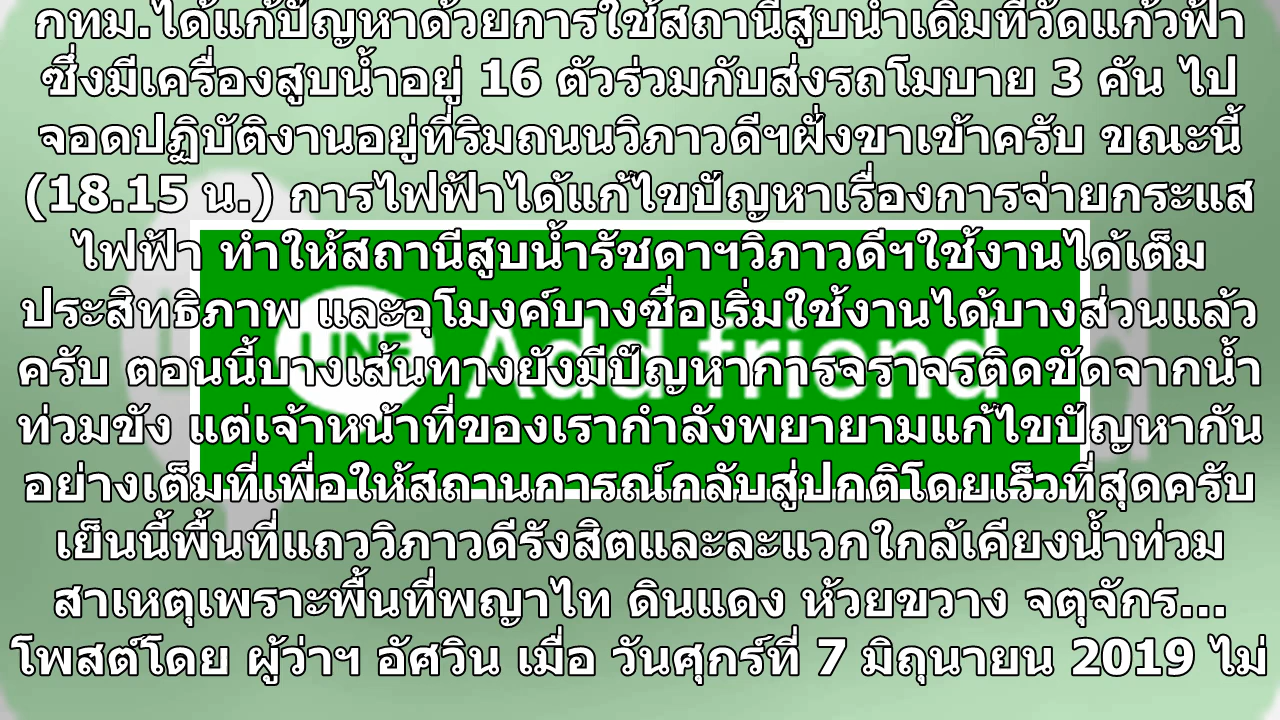 กทม.ได้แก้ปัญหาด้วยการใช้สถานีสูบน้ำเดิมที่วัดแก้วฟ้า
ซึ่งมีเครื่องสูบน้ำอยู่ 16 ตัวร่วมกับส่งรถโมบาย 3 คัน ไป
จอดปฏิบัติงานอยู่ที่ริมถนนวิภาวดีฯฝั่งขาเข้าครับ ขณะนี้
(18.15 น.) การไฟฟ้าได้แก้ไขปัญหาเรื่องการจ่ายกระแส
ไฟฟ้า ทำให้สถานีสูบน้ำรัชดาฯวิภาวดีฯใช้งานได้เต็ม
ประสิทธิภาพ และอุโมงค์บางซื่อเริ่มใช้งานได้บางส่วนแล้ว
ครับ ตอนนี้บางเส้นทางยังมีปัญหาการจราจรติดขัดจากน้ำ
ท่วมขัง แต่เจ้าหน้าที่ของเรากำลังพยายามแก้ไขปัญหากัน
อย่างเต็มที่เพื่อให้สถานการณ์กลับสู่ปกติโดยเร็วที่สุดครับ
เย็นนี้พื้นที่แถววิภาวดีรังสิตและละแวกใกล้เคียงน้ำท่วม
สาเหตุเพราะพื้นที่พญาไท ดินแดง ห้วยขวาง จตุจักร...
โพสต์โดย ผู้ว่าฯ อัศวิน เมื่อ วันศุกร์ที่ 7 มิถุนายน 2019 ไม่
LINE Add friend